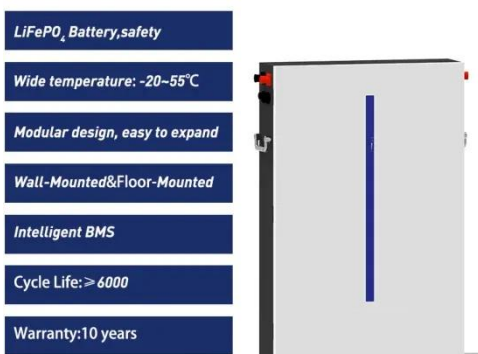 LiFePO₄ Battery,safety
Wide temperature: -20~55℃
Modular design, easy to expand
Wall-Mounted&Floor-Mounted
Intelligent BMS
Cycle Life:≥6000
Warranty:10 years